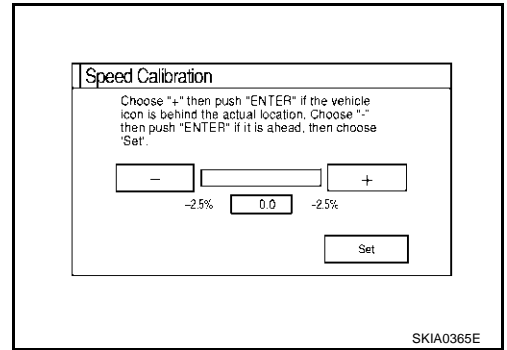 Speed Calibration
Choose "+" then push "ENTER" if the vehicle
icon is behind the actual location. Choose "-"
then push "ENTER" if it is ahead, then choose
'Set'.
− +
−2.5% 0.0 −2.5%
Set
SKIA0365E